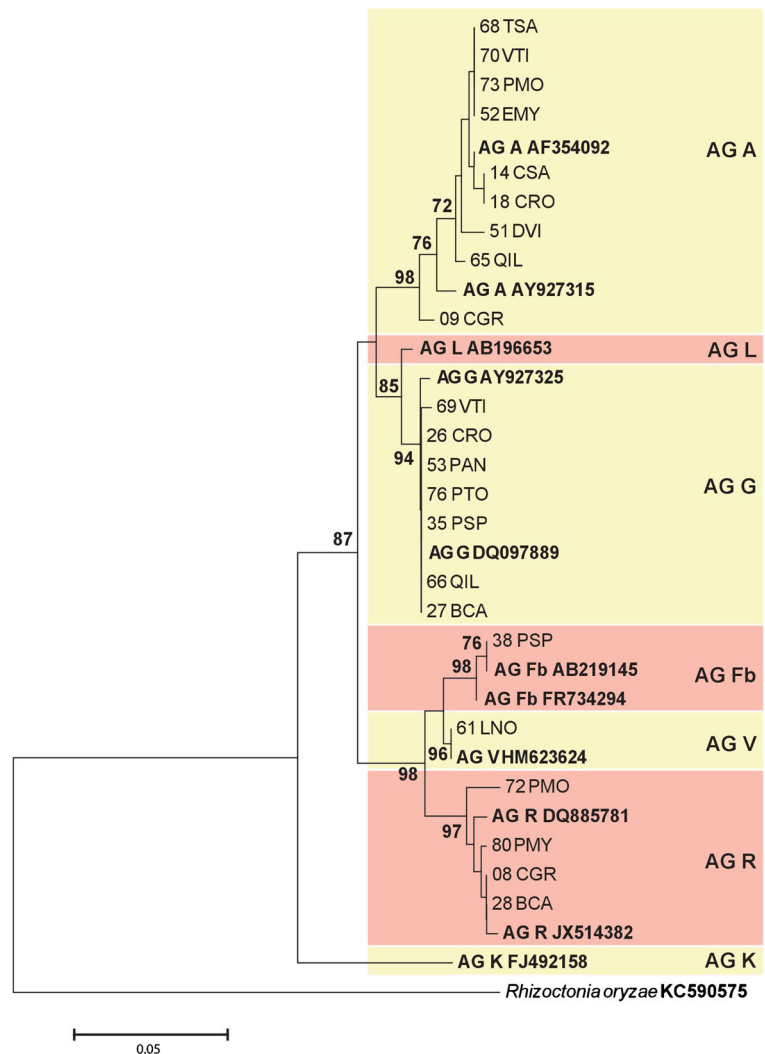 68 TSA
70 VTI
73 PMO
52 EMY
AG A AF354092
AG A
14 CSA
18 CRO
72
51 DVI
76
65 QIL
98
AG A AY927315
09 CGR
AG L AB196653
AG L
AG G AY927325
85
69 VTI
26 CRO
94
53 PAN
AG G
76 PTO
35 PSP
87
AG G DQ097889
66 QIL
27 BCA
76
38 PSP
98
AG Fb AB219145
AG Fb
AG Fb FR734294
61 LNO
AG V
96
AG V HM623624
98
72 PMO
97
AG R DQ885781
80 PMY
AG R
08 CGR
28 BCA
AG R JX514382
AG K FJ492158
AG K
Rhizoctonia oryzae KC590575
0.05